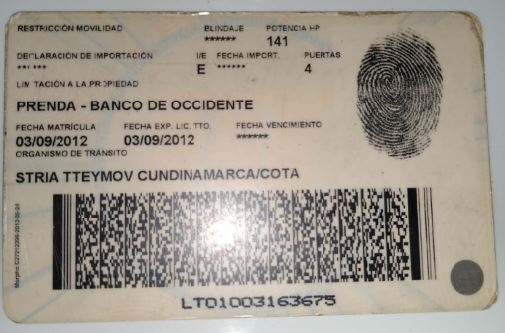 RESTRICCIÓN MOVILIDAD BLINDAJE POTENCIA HP
****** 141
DECLARACIÓN DE IMPORTACIÓN I/E FECHA IMPORT. PUERTAS
** ** * E ****** 4
LIMITACIÓN A LA PROPIEDAD
PRENDA - BANCO DE OCCIDENTE
FECHA MATRÍCULA FECHA EXP. LIC. TTO. FECHA VENCIMIENTO
03/09/2012 03/09/2012 ******
ORGANISMO DE TRÁNSITO
STRIA TTEYMOV CUNDINAMARCA/COTA
LT01003163675